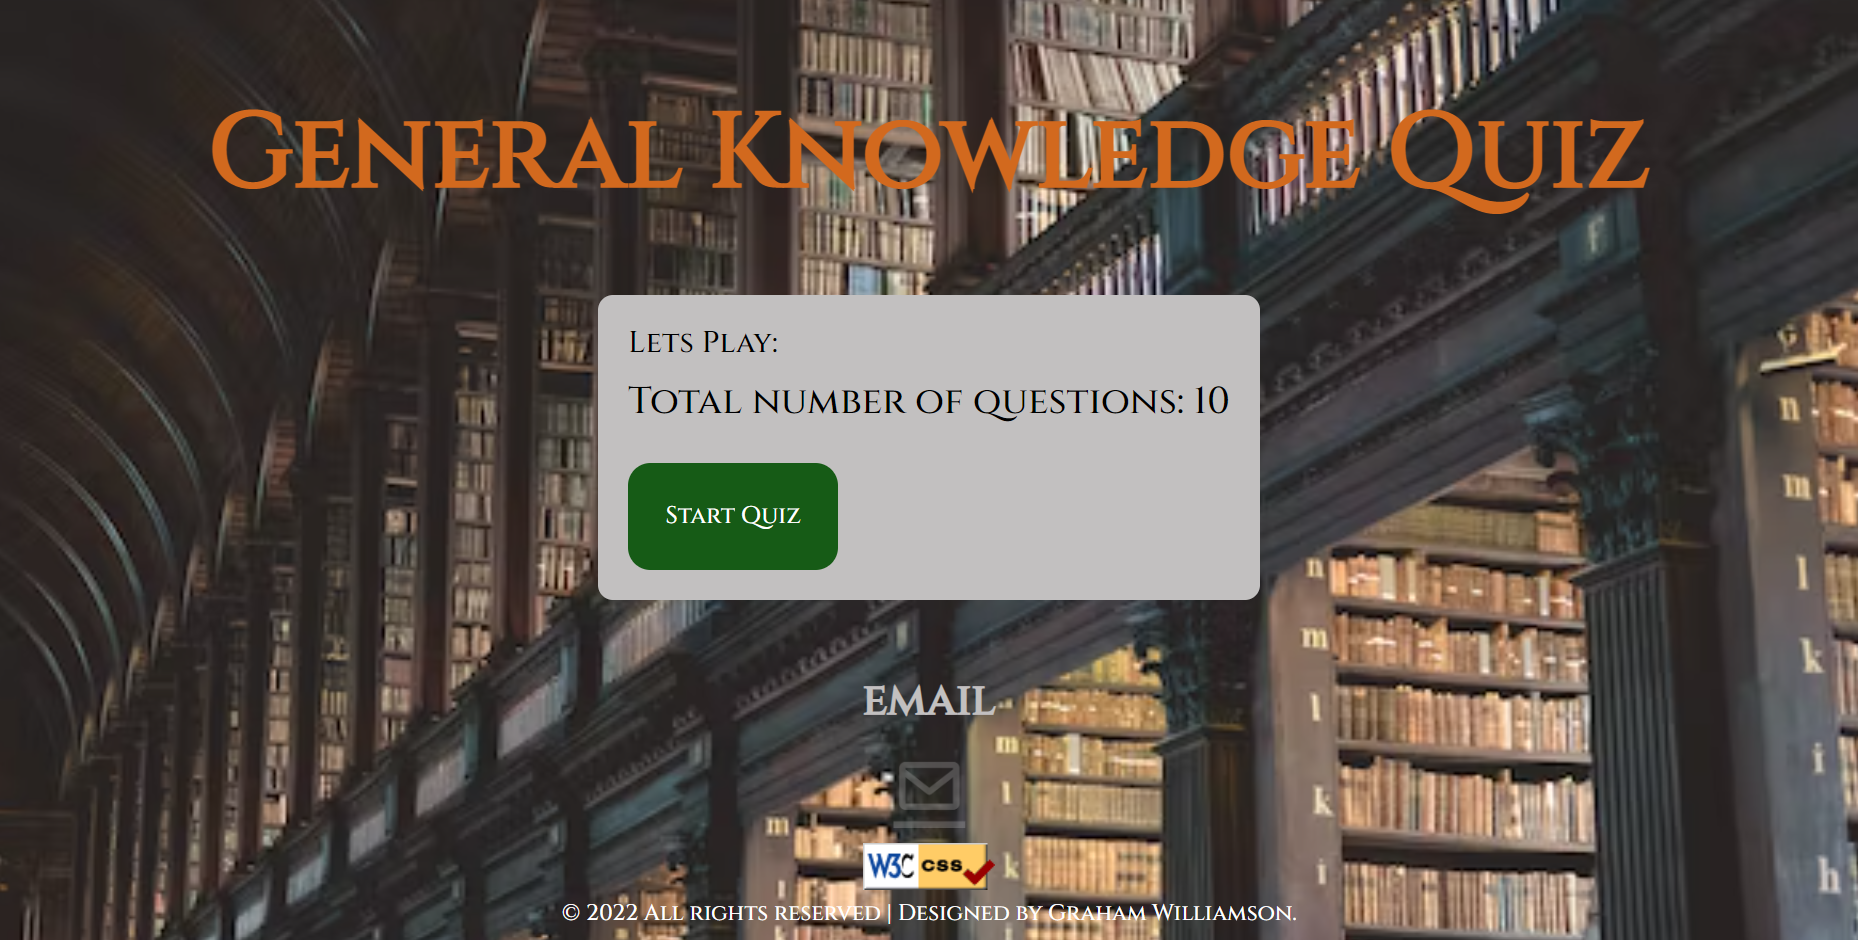 General Knowledge Quiz
Lets Play:
Total number of questions: 10
Start Quiz
EMAIL
W3C css
© 2022 All rights reserved | Designed by Graham Williamson.
f
n
m
l
k
i
h
n
m
l
k
i
m
l
k
m